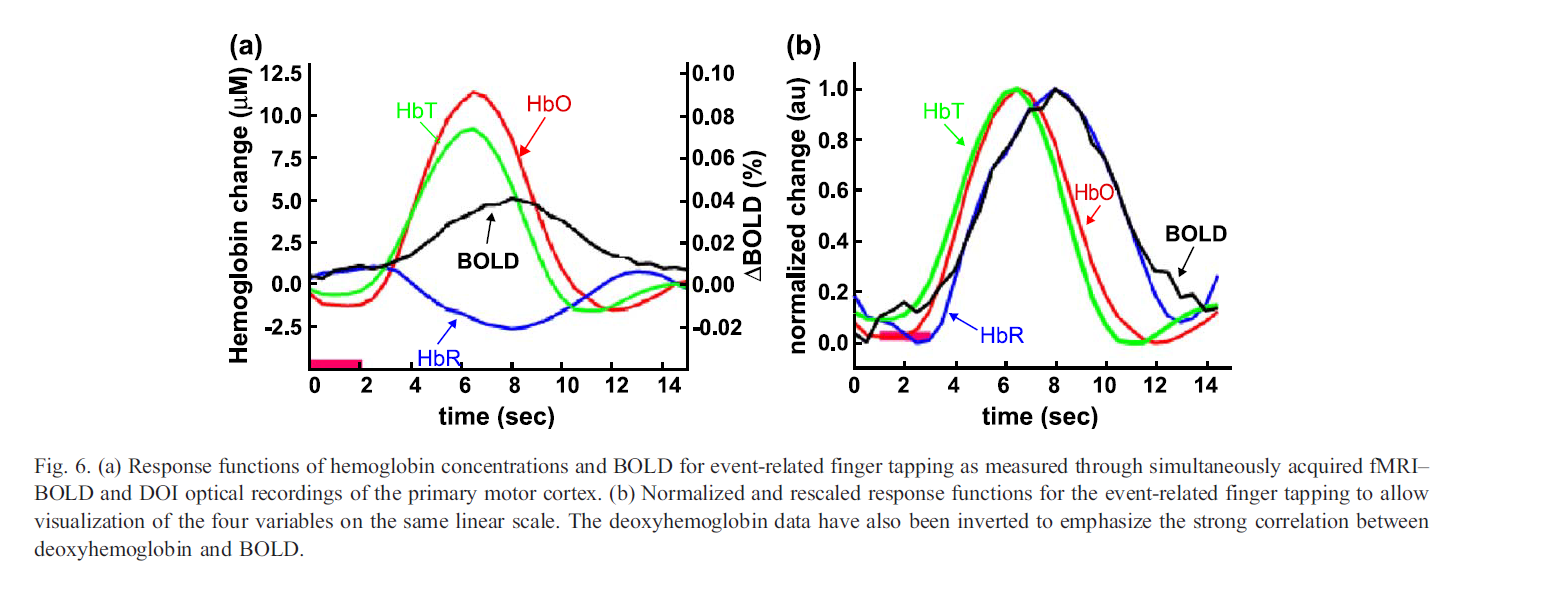 (a)
Hemoglobin change (μM)
12.5
10.0
7.5
5.0
2.5
0.0
-2.5
HbT
HbO
BOLD
HbR
0.10
0.08
0.06
0.04
0.02
0.00
-0.02
ΔBOLD (%)
0 2 4 6 8 10 12 14
time (sec)
(b)
normalized change (au)
1.0
0.8
0.6
0.4
0.2
0.0
HbT
HbO
BOLD
HbR
0 2 4 6 8 10 12 14
time (sec)
Fig. 6. (a) Response functions of hemoglobin concentrations and BOLD for event-related finger tapping as measured through simultaneously acquired fMRI–
BOLD and DOI optical recordings of the primary motor cortex. (b) Normalized and rescaled response functions for the event-related finger tapping to allow
visualization of the four variables on the same linear scale. The deoxyhemoglobin data have also been inverted to emphasize the strong correlation between
deoxyhemoglobin and BOLD.